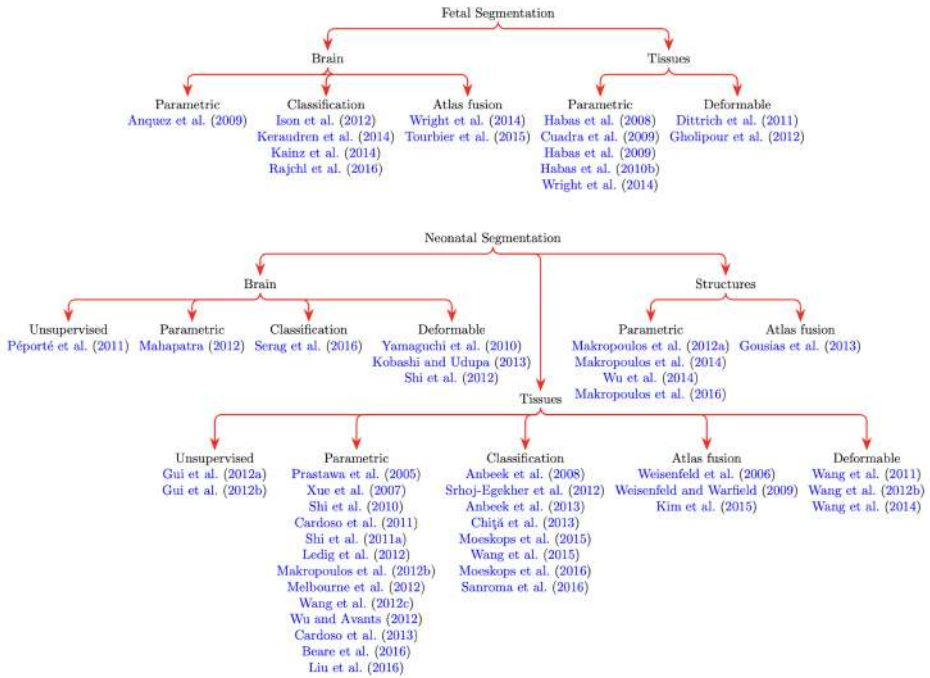 Fetal Segmentation
Brain
Tissues
Parametric
Anquez et al. (2009)
Classification
Ison et al. (2012)
Keraudren et al. (2014)
Kainz et al. (2014)
Rajchl et al. (2016)
Atlas fusion
Wright et al. (2014)
Tourbier et al. (2015)
Parametric
Habas et al. (2008)
Cuadra et al. (2009)
Habas et al. (2009)
Habas et al. (2010b)
Wright et al. (2014)
Deformable
Dittrich et al. (2011)
Gholipour et al. (2012)
Neonatal Segmentation
Brain
Structures
Unsupervised
Péporté et al. (2011)
Parametric
Mahapatra (2012)
Classification
Serag et al. (2016)
Deformable
Yamaguchi et al. (2010)
Kobashi and Udupa (2013)
Shi et al. (2012)
Parametric
Makropoulos et al. (2012a)
Makropoulos et al. (2014)
Wu et al. (2014)
Makropoulos et al. (2016)
Atlas fusion
Gousias et al. (2013)
Tissues
Unsupervised
Gui et al. (2012a)
Gui et al. (2012b)
Parametric
Prastawa et al. (2005)
Xue et al. (2007)
Shi et al. (2010)
Cardoso et al. (2011)
Shi et al. (2011a)
Ledig et al. (2012)
Makropoulos et al. (2012b)
Melbourne et al. (2012)
Wang et al. (2012c)
Wu and Avants (2012)
Cardoso et al. (2013)
Beare et al. (2016)
Liu et al. (2016)
Classification
Anbeek et al. (2008)
Srhoj-Egekher et al. (2012)
Anbeek et al. (2013)
Chiţă et al. (2013)
Moeskops et al. (2015)
Wang et al. (2015)
Moeskops et al. (2016)
Sanroma et al. (2016)
Atlas fusion
Weisenfeld et al. (2006)
Weisenfeld and Warfield (2009)
Kim et al. (2015)
Deformable
Wang et al. (2011)
Wang et al. (2012b)
Wang et al. (2014)